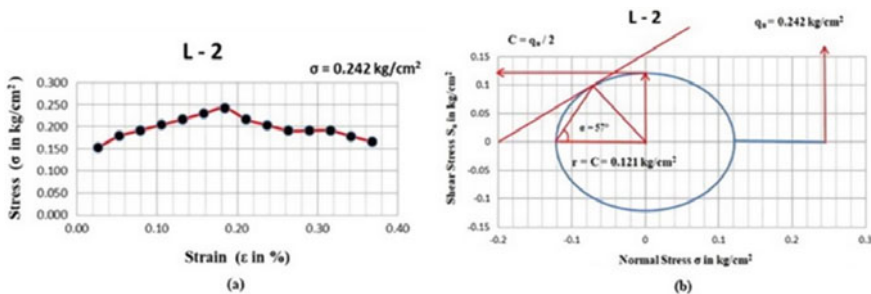 L - 2
σ = 0.242 kg/cm²
Stress (σ in kg/cm²)
0.300
0.250
0.200
0.150
0.100
0.050
0.000
0.00
0.10
0.20
0.30
0.40
Strain (ε in %)
(a)
L - 2
C = qᵤ / 2
qᵤ = 0.242 kg/cm²
Shear Stress Sₛ in kg/cm²
0.15
0.1
0.05
0
-0.05
-0.1
-0.15
α = 57°
r = C = 0.121 kg/cm²
-0.2
-0.1
0
0.1
0.2
0.3
Normal Stress σ in kg/cm²
(b)